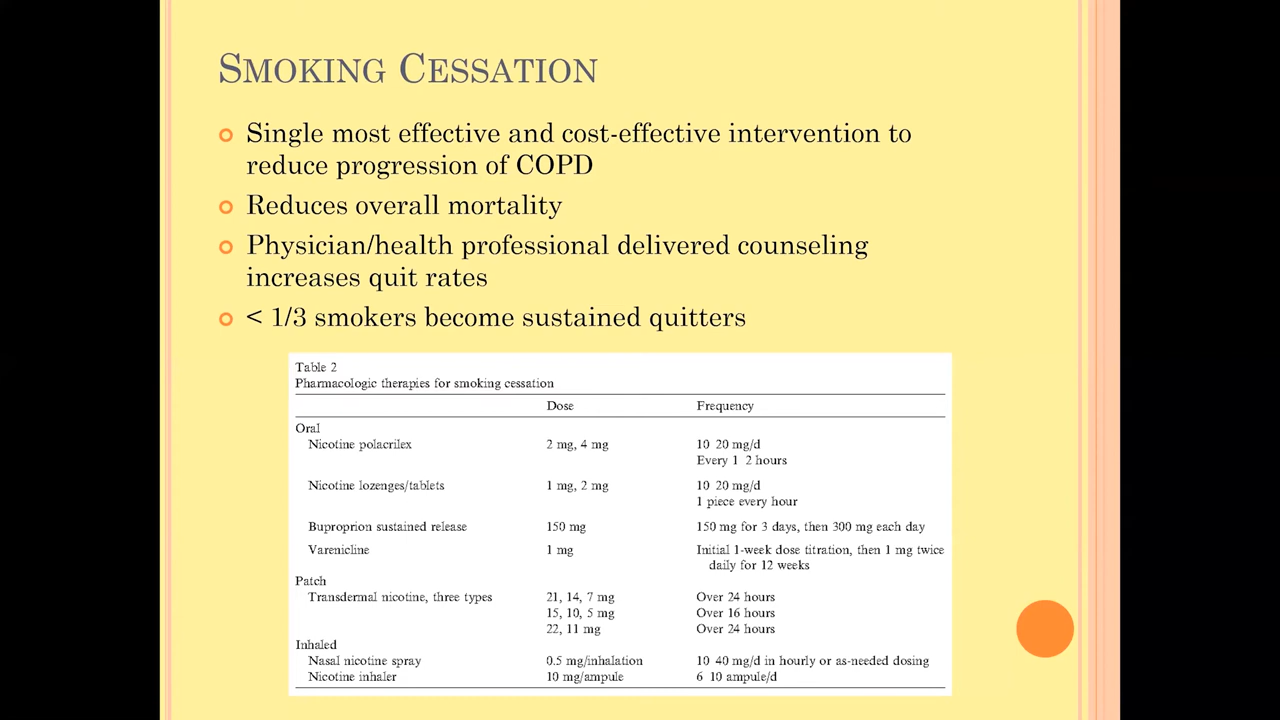 SMOKING CESSATION
Single most effective and cost-effective intervention to
reduce progression of COPD
Reduces overall mortality
Physician/health professional delivered counseling
increases quit rates
< 1/3 smokers become sustained quitters
Table 2
Pharmacologic therapies for smoking cessation
Dose Frequency
Oral
Nicotine polacrilex 2 mg, 4 mg 10 20 mg/d
Every 1 2 hours
Nicotine lozenges/tablets 1 mg, 2 mg 10 20 mg/d
1 piece every hour
Buproprion sustained release 150 mg 150 mg for 3 days, then 300 mg each day
Varenicline 1 mg Initial 1-week dose titration, then 1 mg twice
daily for 12 weeks
Patch
Transdermal nicotine, three types 21, 14, 7 mg Over 24 hours
15, 10, 5 mg Over 16 hours
22, 11 mg Over 24 hours
Inhaled
Nasal nicotine spray 0.5 mg/inhalation 10 40 mg/d in hourly or as-needed dosing
Nicotine inhaler 10 mg/ampule 6 10 ampule/d